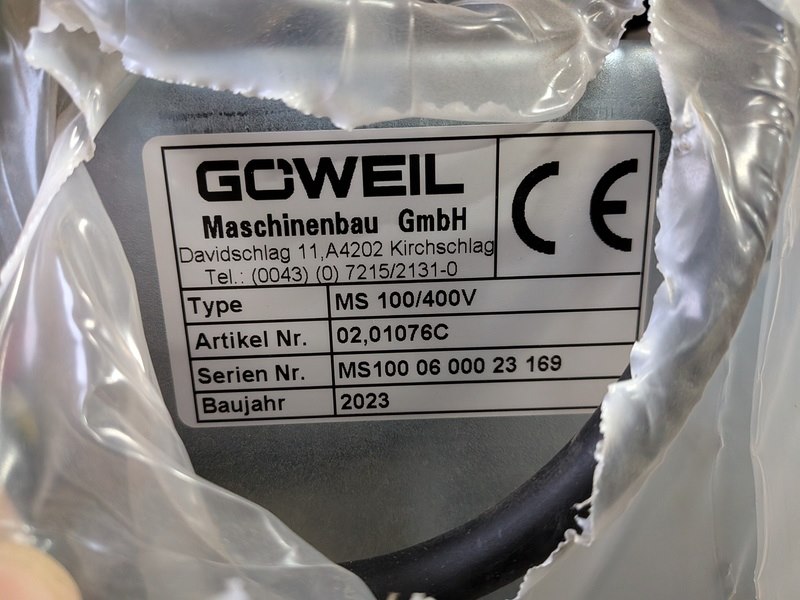 GÖWEIL
Maschinenbau GmbH
Davidschlag 11,A4202 Kirchschlag
Tel.: (0043) (0) 7215/2131-0
CE
Type MS 100/400V
Artikel Nr. 02,01076C
Serien Nr. MS100 06 000 23 169
Baujahr 2023